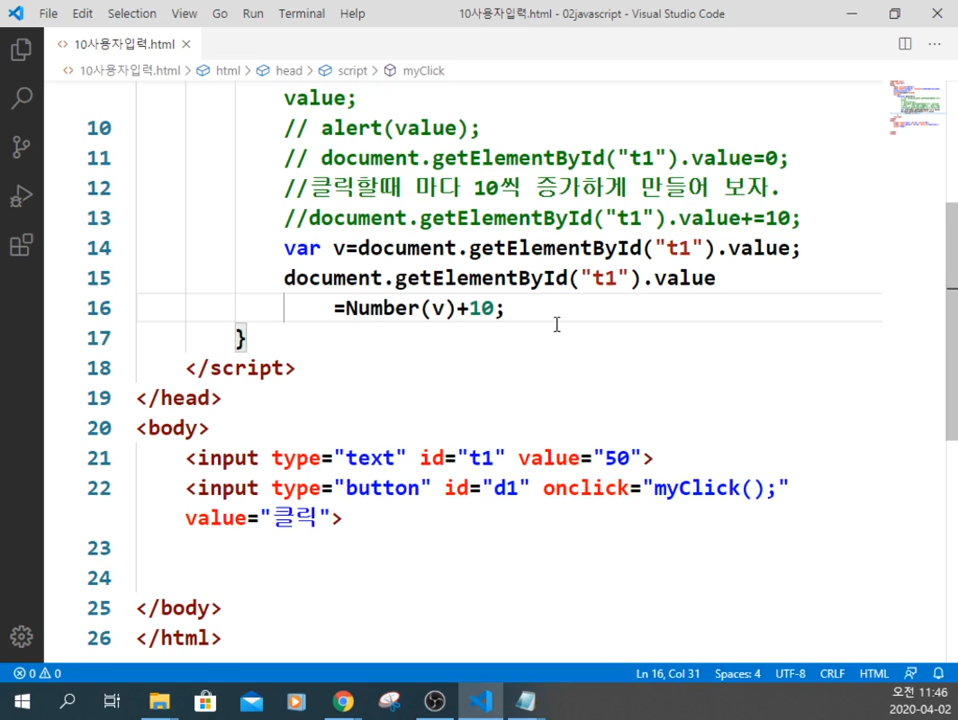 File Edit Selection View Go Run Terminal Help 10사용자입력.html - 02javascript - Visual Studio Code
10사용자입력.html
10사용자입력.html html head script myClick
value;
10 // alert(value);
11 // document.getElementById("t1").value=0;
12 //클릭할때 마다 10씩 증가하게 만들어 보자.
13 //document.getElementById("t1").value+=10;
14 var v=document.getElementById("t1").value;
15 document.getElementById("t1").value
16 =Number(v)+10;
17 }
18 </script>
19 </head>
20 <body>
21 <input type="text" id="t1" value="50">
22 <input type="button" id="d1" onclick="myClick();"
value="클릭">
23
24
25 </body>
26 </html>
0 0 Ln 16, Col 31 Spaces: 4 UTF-8 CRLF HTML
오전 11:46
2020-04-02